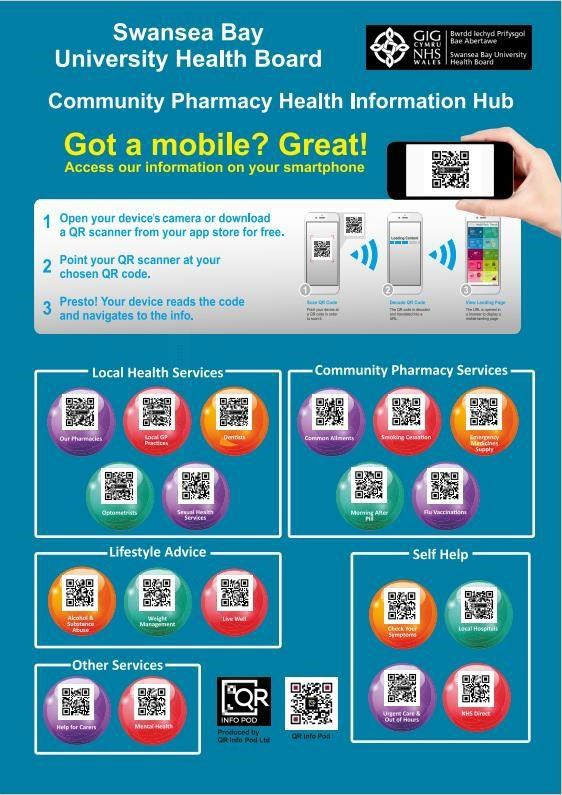 Swansea Bay
University Health Board
GIG
CYMRU
NHS
WALES
Bwrdd Iechyd Prifysgol
Bae Abertawe
Swansea Bay University
Health Board
Community Pharmacy Health Information Hub
Got a mobile? Great!
Access our information on your smartphone
1 Open your device's camera or download
a QR scanner from your app store for free.
2 Point your QR scanner at your
chosen QR code.
3 Presto! Your device reads the code
and navigates to the info.
Loading Content
1
Scan QR Code
Point your device at
a QR code in order
to scan it
2
Decode QR Code
The QR code is decoded
and translated into a
URL
3
View Landing Page
The URL is opened in
a browser to display a
mobile landing page
Local Health Services
Our Pharmacies
Local GP
Practices
Dentists
Optometrists
Sexual Health
Services
Community Pharmacy Services
Common Ailments
Smoking Cessation
Emergency
Medicines
Supply
Morning After
Pill
Flu Vaccinations
Lifestyle Advice
Alcohol &
Substance
Abuse
Weight
Management
Live Well
Self Help
Check Your
Symptoms
Local Hospitals
Urgent Care &
Out of Hours
NHS Direct
Other Services
Help for Carers
Mental Health
QR
INFO POD
Produced by
QR Info Pod Ltd
QR Info Pod